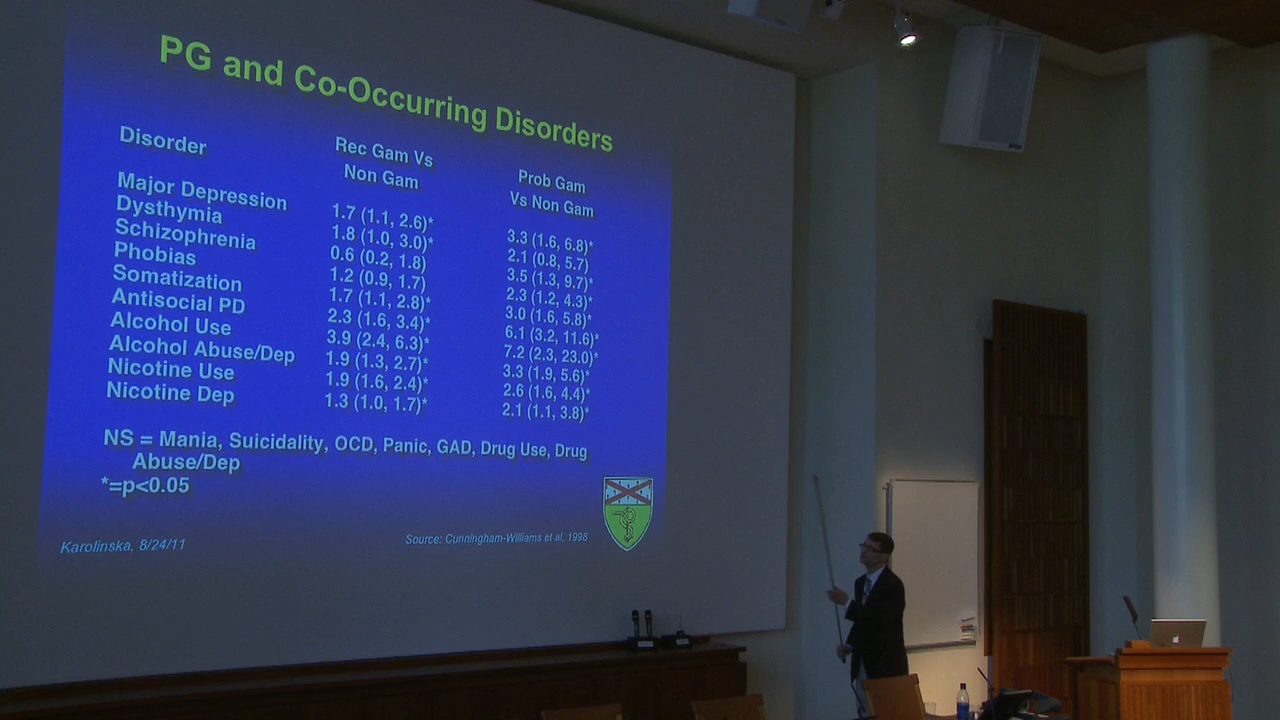 PG and Co-Occurring Disorders
Disorder Rec Gam Vs Non Gam Prob Gam Vs Non Gam
Major Depression 1.7 (1.1, 2.6)* 3.3 (1.6, 6.8)*
Dysthymia 1.8 (1.0, 3.0)* 2.1 (0.8, 5.7)
Schizophrenia 0.6 (0.2, 1.8) 3.5 (1.3, 9.7)*
Phobias 1.2 (0.9, 1.7) 2.3 (1.2, 4.3)*
Somatization 1.7 (1.1, 2.8)* 3.0 (1.6, 5.8)*
Antisocial PD 2.3 (1.6, 3.4)* 6.1 (3.2, 11.6)*
Alcohol Use 3.9 (2.4, 6.3)* 7.2 (2.3, 23.0)*
Alcohol Abuse/Dep 1.9 (1.3, 2.7)* 3.3 (1.9, 5.6)*
Nicotine Use 1.9 (1.6, 2.4)* 2.6 (1.6, 4.4)*
Nicotine Dep 1.3 (1.0, 1.7)* 2.1 (1.1, 3.8)*
NS = Mania, Suicidality, OCD, Panic, GAD, Drug Use, Drug
Abuse/Dep
*=p<0.05
Karolinska, 8/24/11
Source: Cunningham-Williams et al, 1998